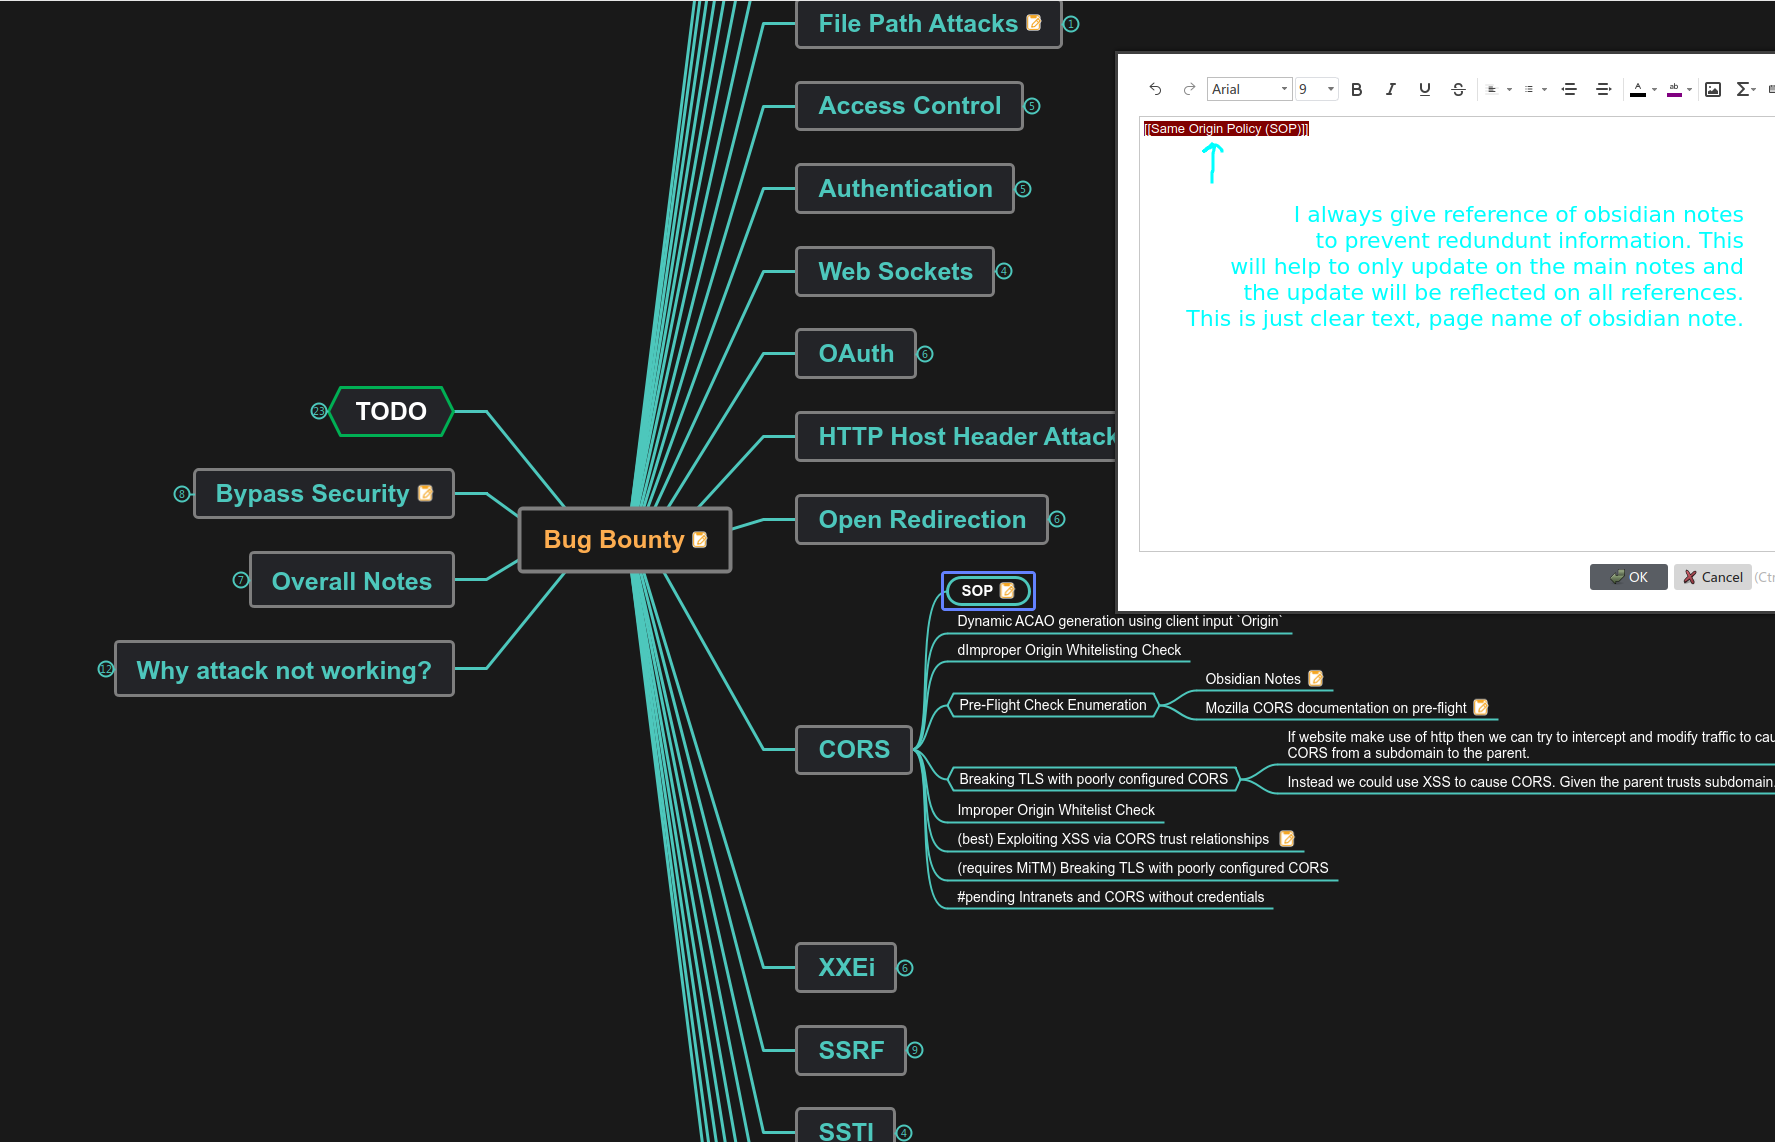 File Path Attacks
1
Access Control
5
Authentication
5
Web Sockets
4
OAuth
6
HTTP Host Header Attack
Open Redirection
6
TODO
23
Bypass Security
8
Overall Notes
7
Why attack not working?
12
Bug Bounty
SOP
Dynamic ACAO generation using client input `Origin`
dImproper Origin Whitelisting Check
Pre-Flight Check Enumeration
Obsidian Notes
Mozilla CORS documentation on pre-flight
CORS
Breaking TLS with poorly configured CORS
If website make use of http then we can try to intercept and modify traffic to cau
CORS from a subdomain to the parent.
Instead we could use XSS to cause CORS. Given the parent trusts subdomain.
Improper Origin Whitelist Check
(best) Exploiting XSS via CORS trust relationships
(requires MiTM) Breaking TLS with poorly configured CORS
#pending Intranets and CORS without credentials
XXEi
6
SSRF
9
SSTI
4
Arial
9
B I U S
A ab Σ
[[Same Origin Policy (SOP)]]
I always give reference of obsidian notes
to prevent redundunt information. This
will help to only update on the main notes and
the update will be reflected on all references.
This is just clear text, page name of obsidian note.
OK
Cancel
(Ctr